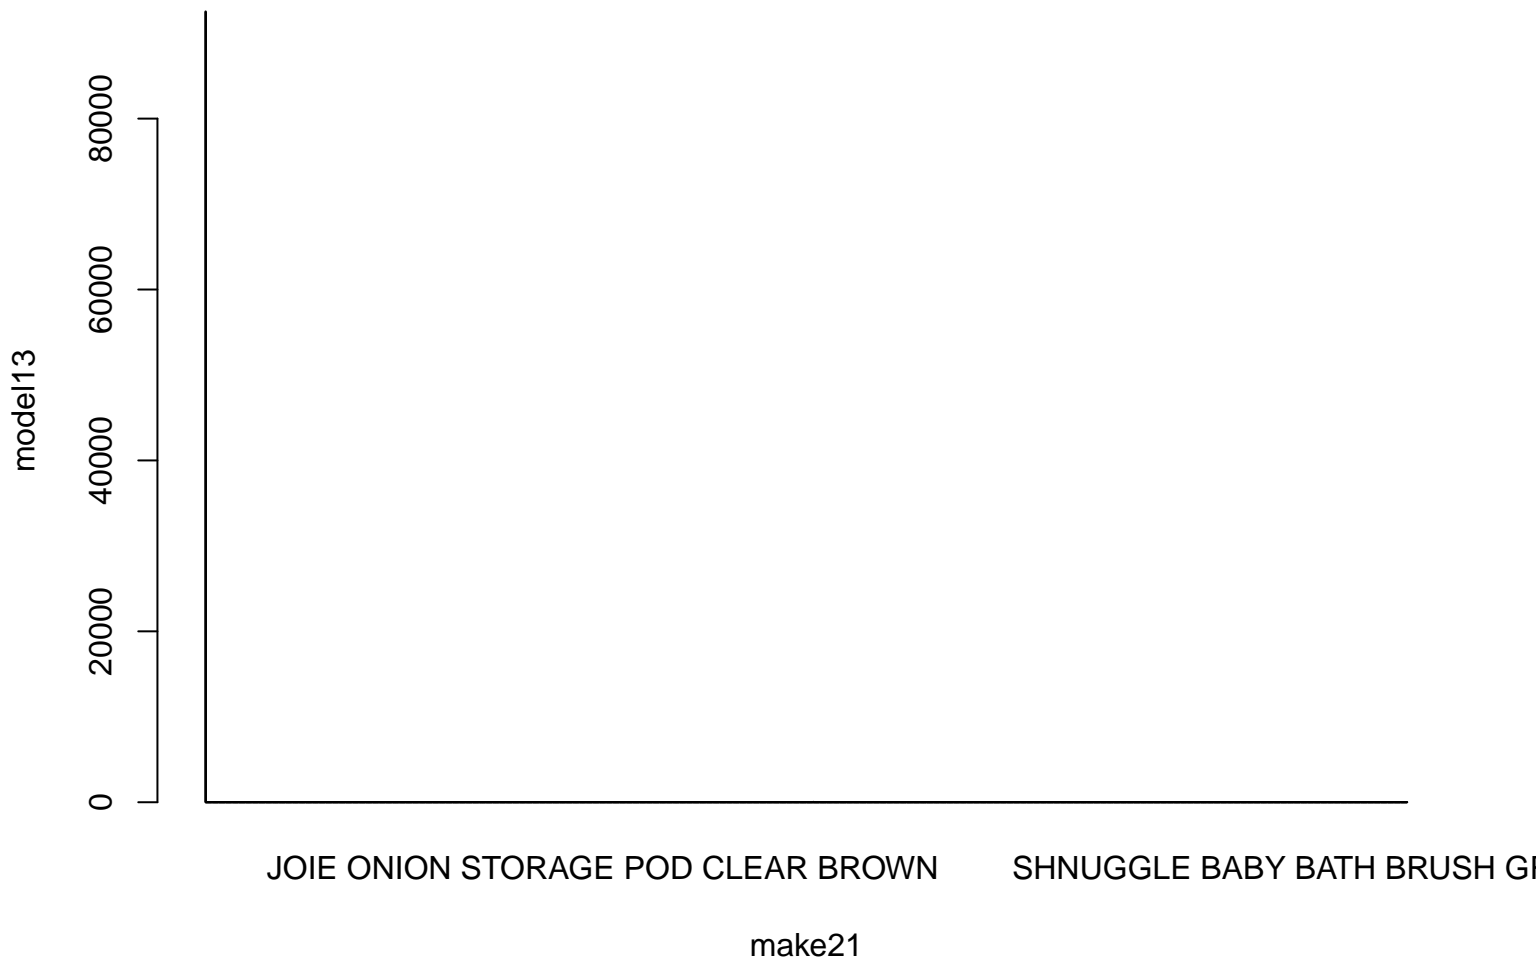 80000
60000
40000
20000
0
model13
JOIE ONION STORAGE POD CLEAR BROWN
SHNUGGLE BABY BATH BRUSH
make21